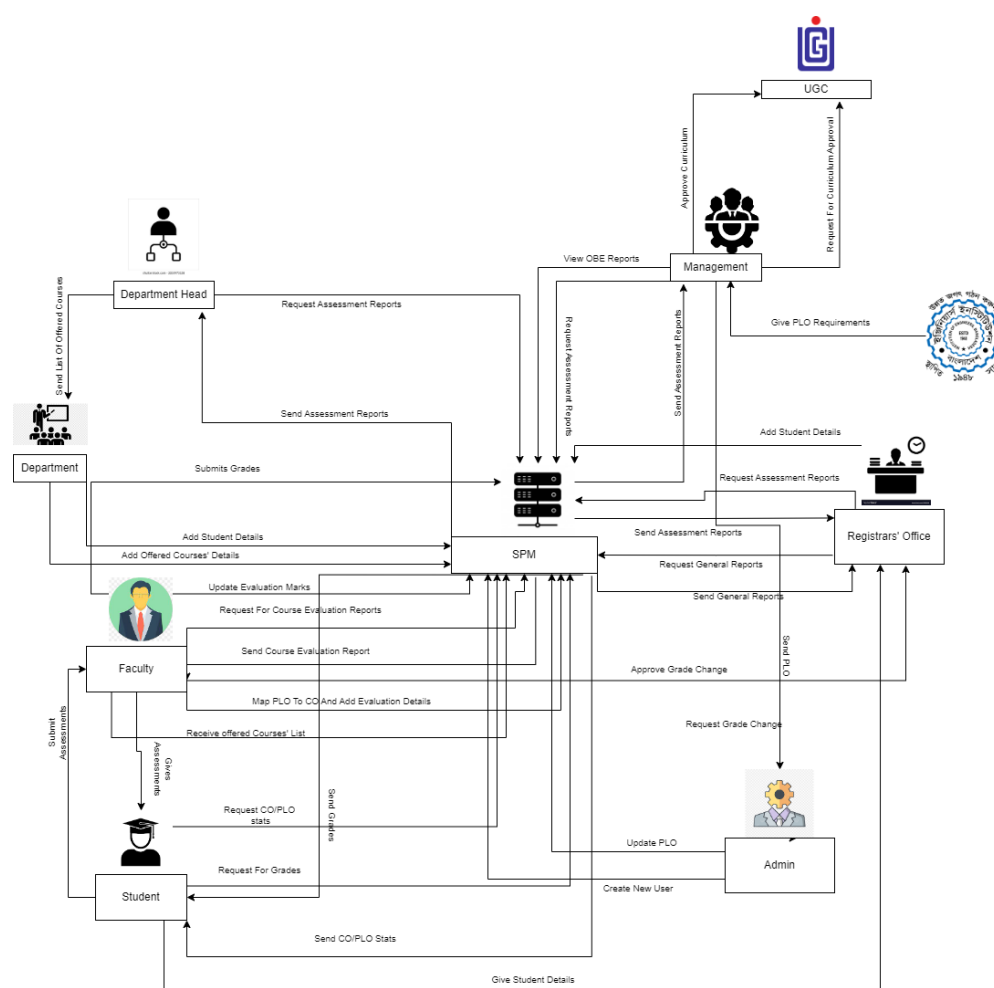 UGC
Approve Curriculum
Request For Curriculum Approval
Management
View OBE Reports
Department Head
Request Assessment Reports
Send List Of Offered Courses
Request Assessment Reports
Send Assessment Reports
Give PLO Requirements
১৯৪৮
Send Assessment Reports
Add Student Details
Department
Submits Grades
Request Assessment Reports
Registrars' Office
Add Student Details
Send Assessment Reports
SPM
Add Offered Courses' Details
Request General Reports
Update Evaluation Marks
Send General Reports
Request For Course Evaluation Reports
Send Course Evaluation Report
Faculty
Approve Grade Change
Send PLO
Map PLO To CO And Add Evaluation Details
Request Grade Change
Receive offered Courses' List
Submit
Assessments
Gives
Assessments
Send Grades
Request CO/PLO
stats
Update PLO
Admin
Request For Grades
Create New User
Student
Send CO/PLO Stats
Give Student Details